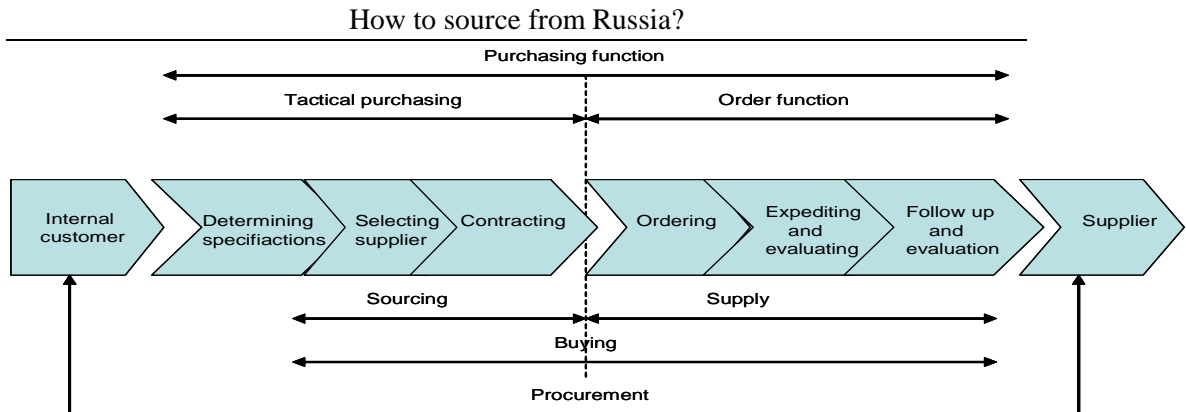 How to source from Russia?
Purchasing function
Tactical purchasing
Order function
Internal
customer
Determining
specifiactions
Selecting
supplier
Contracting
Ordering
Expediting
and
evaluating
Follow up
and
evaluation
Supplier
Sourcing
Supply
Buying
Procurement